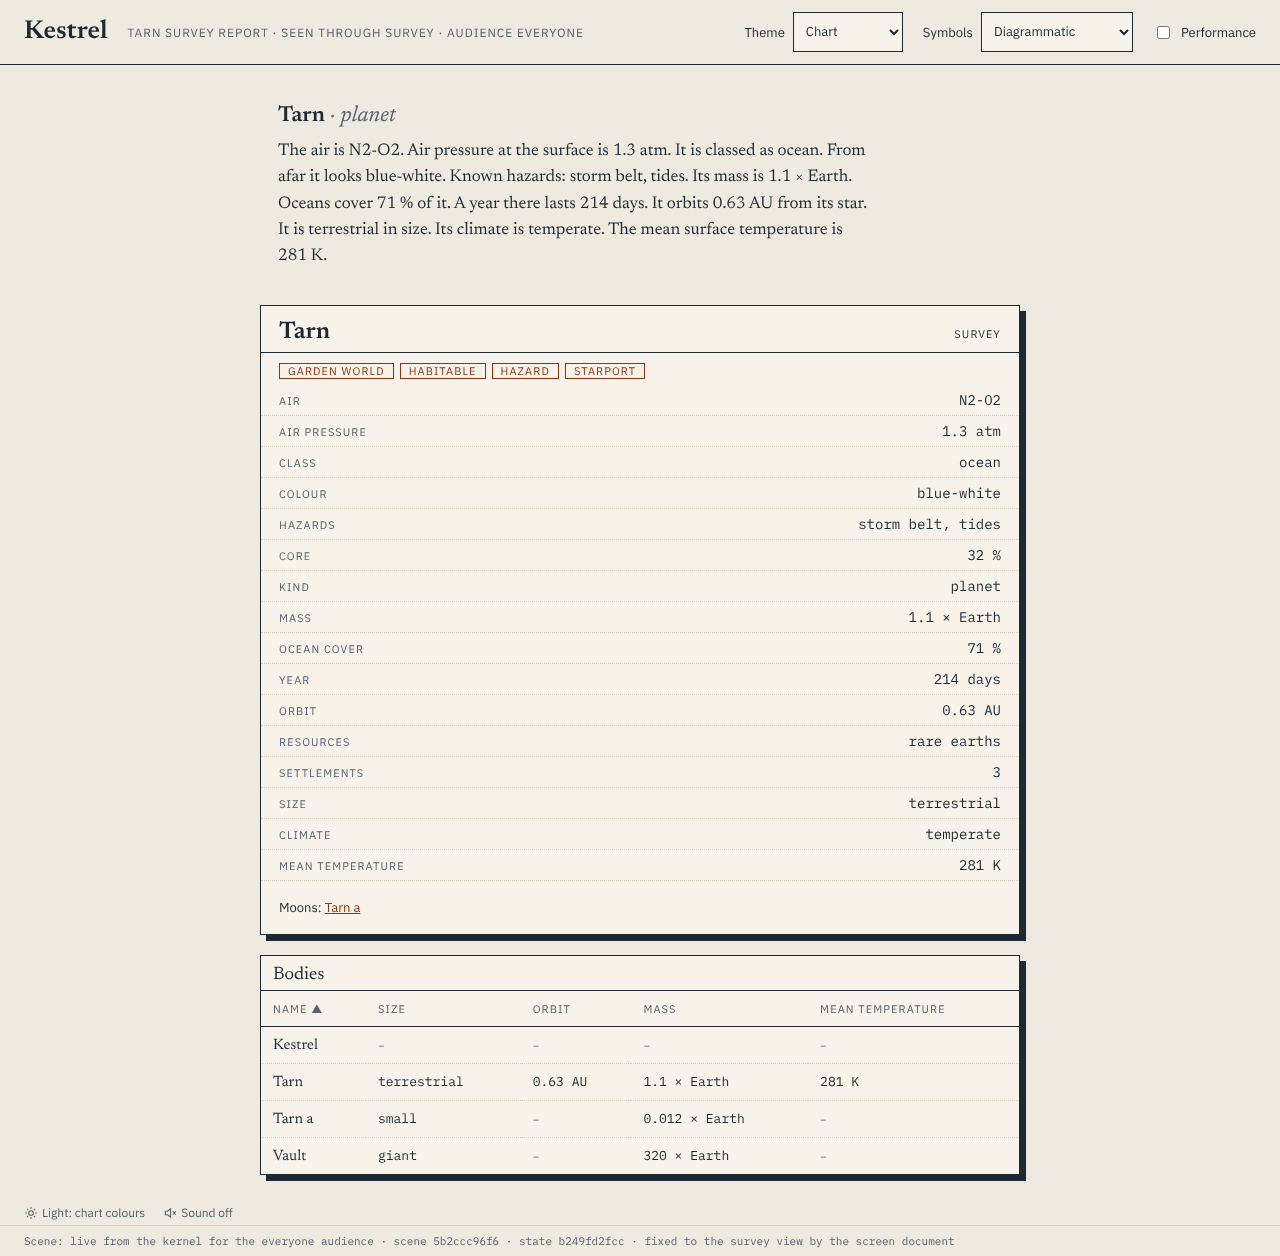 Kestrel TARN SURVEY REPORT · SEEN THROUGH SURVEY · AUDIENCE EVERYONE Theme Chart Symbols Diagrammatic Performance
Tarn · planet
The air is N2-O2. Air pressure at the surface is 1.3 atm. It is classed as ocean. From
afar it looks blue-white. Known hazards: storm belt, tides. Its mass is 1.1 × Earth.
Oceans cover 71 % of it. A year there lasts 214 days. It orbits 0.63 AU from its star.
It is terrestrial in size. Its climate is temperate. The mean surface temperature is
281 K.
Tarn SURVEY
GARDEN WORLD HABITABLE HAZARD STARPORT
AIR N2-O2
AIR PRESSURE 1.3 atm
CLASS ocean
COLOUR blue-white
HAZARDS storm belt, tides
CORE 32 %
KIND planet
MASS 1.1 × Earth
OCEAN COVER 71 %
YEAR 214 days
ORBIT 0.63 AU
RESOURCES rare earths
SETTLEMENTS 3
SIZE terrestrial
CLIMATE temperate
MEAN TEMPERATURE 281 K
Moons: Tarn a
Bodies
NAME ▲ SIZE ORBIT MASS MEAN TEMPERATURE
Kestrel – – – –
Tarn terrestrial 0.63 AU 1.1 × Earth 281 K
Tarn a small – 0.012 × Earth –
Vault giant – 320 × Earth –
Light: chart colours Sound off
Scene: live from the kernel for the everyone audience · scene 5b2ccc96f6 · state b249fd2fcc · fixed to the survey view by the screen document